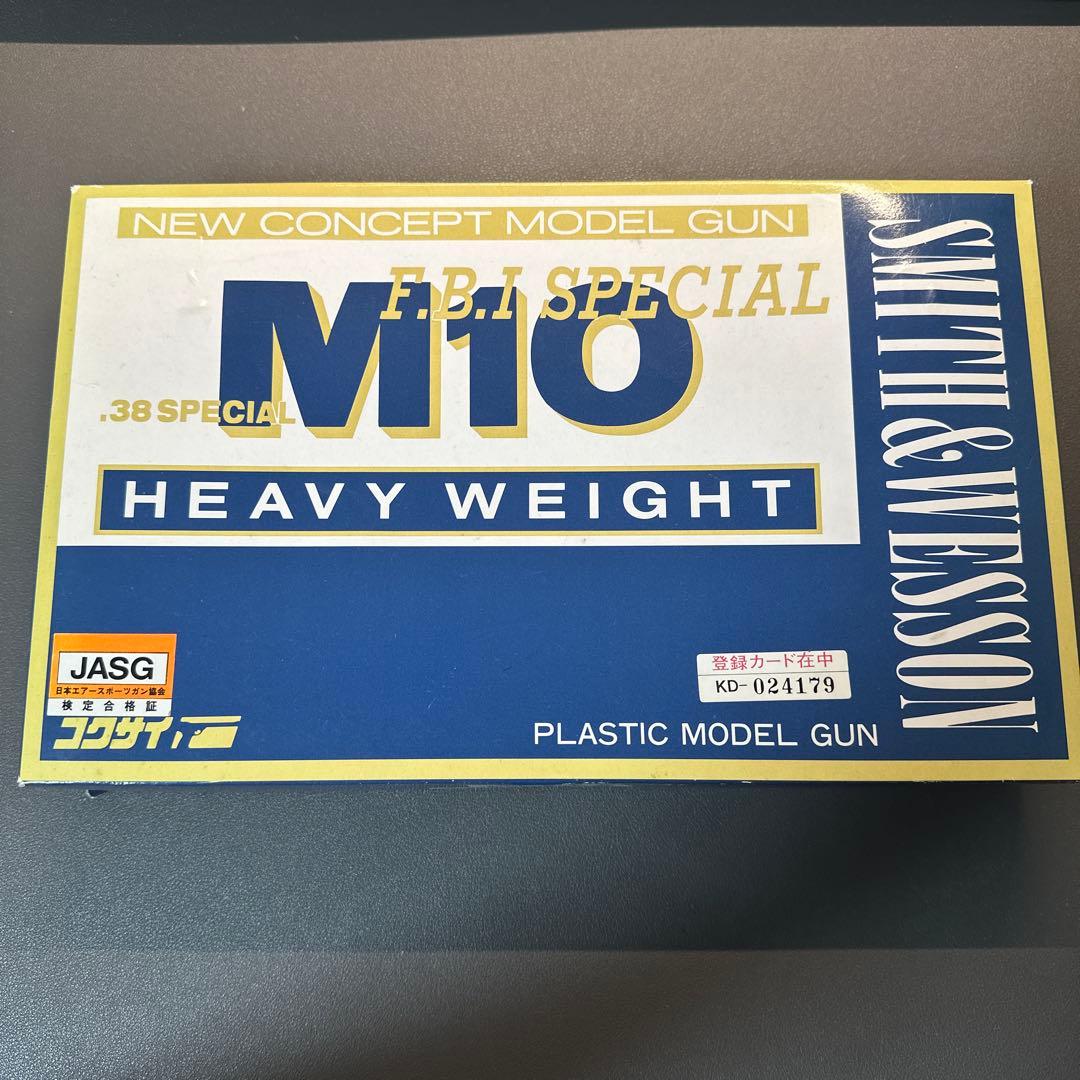 NEW CONCEPT MODEL GUN
F.B.I SPECIAL
M10
.38 SPECIAL
HEAVY WEIGHT
SMITH & WESSON
JASG
日本エアースポーツガン協会
検定合格証
コクサイ
登録カード在中
KD-024179
PLASTIC MODEL GUN